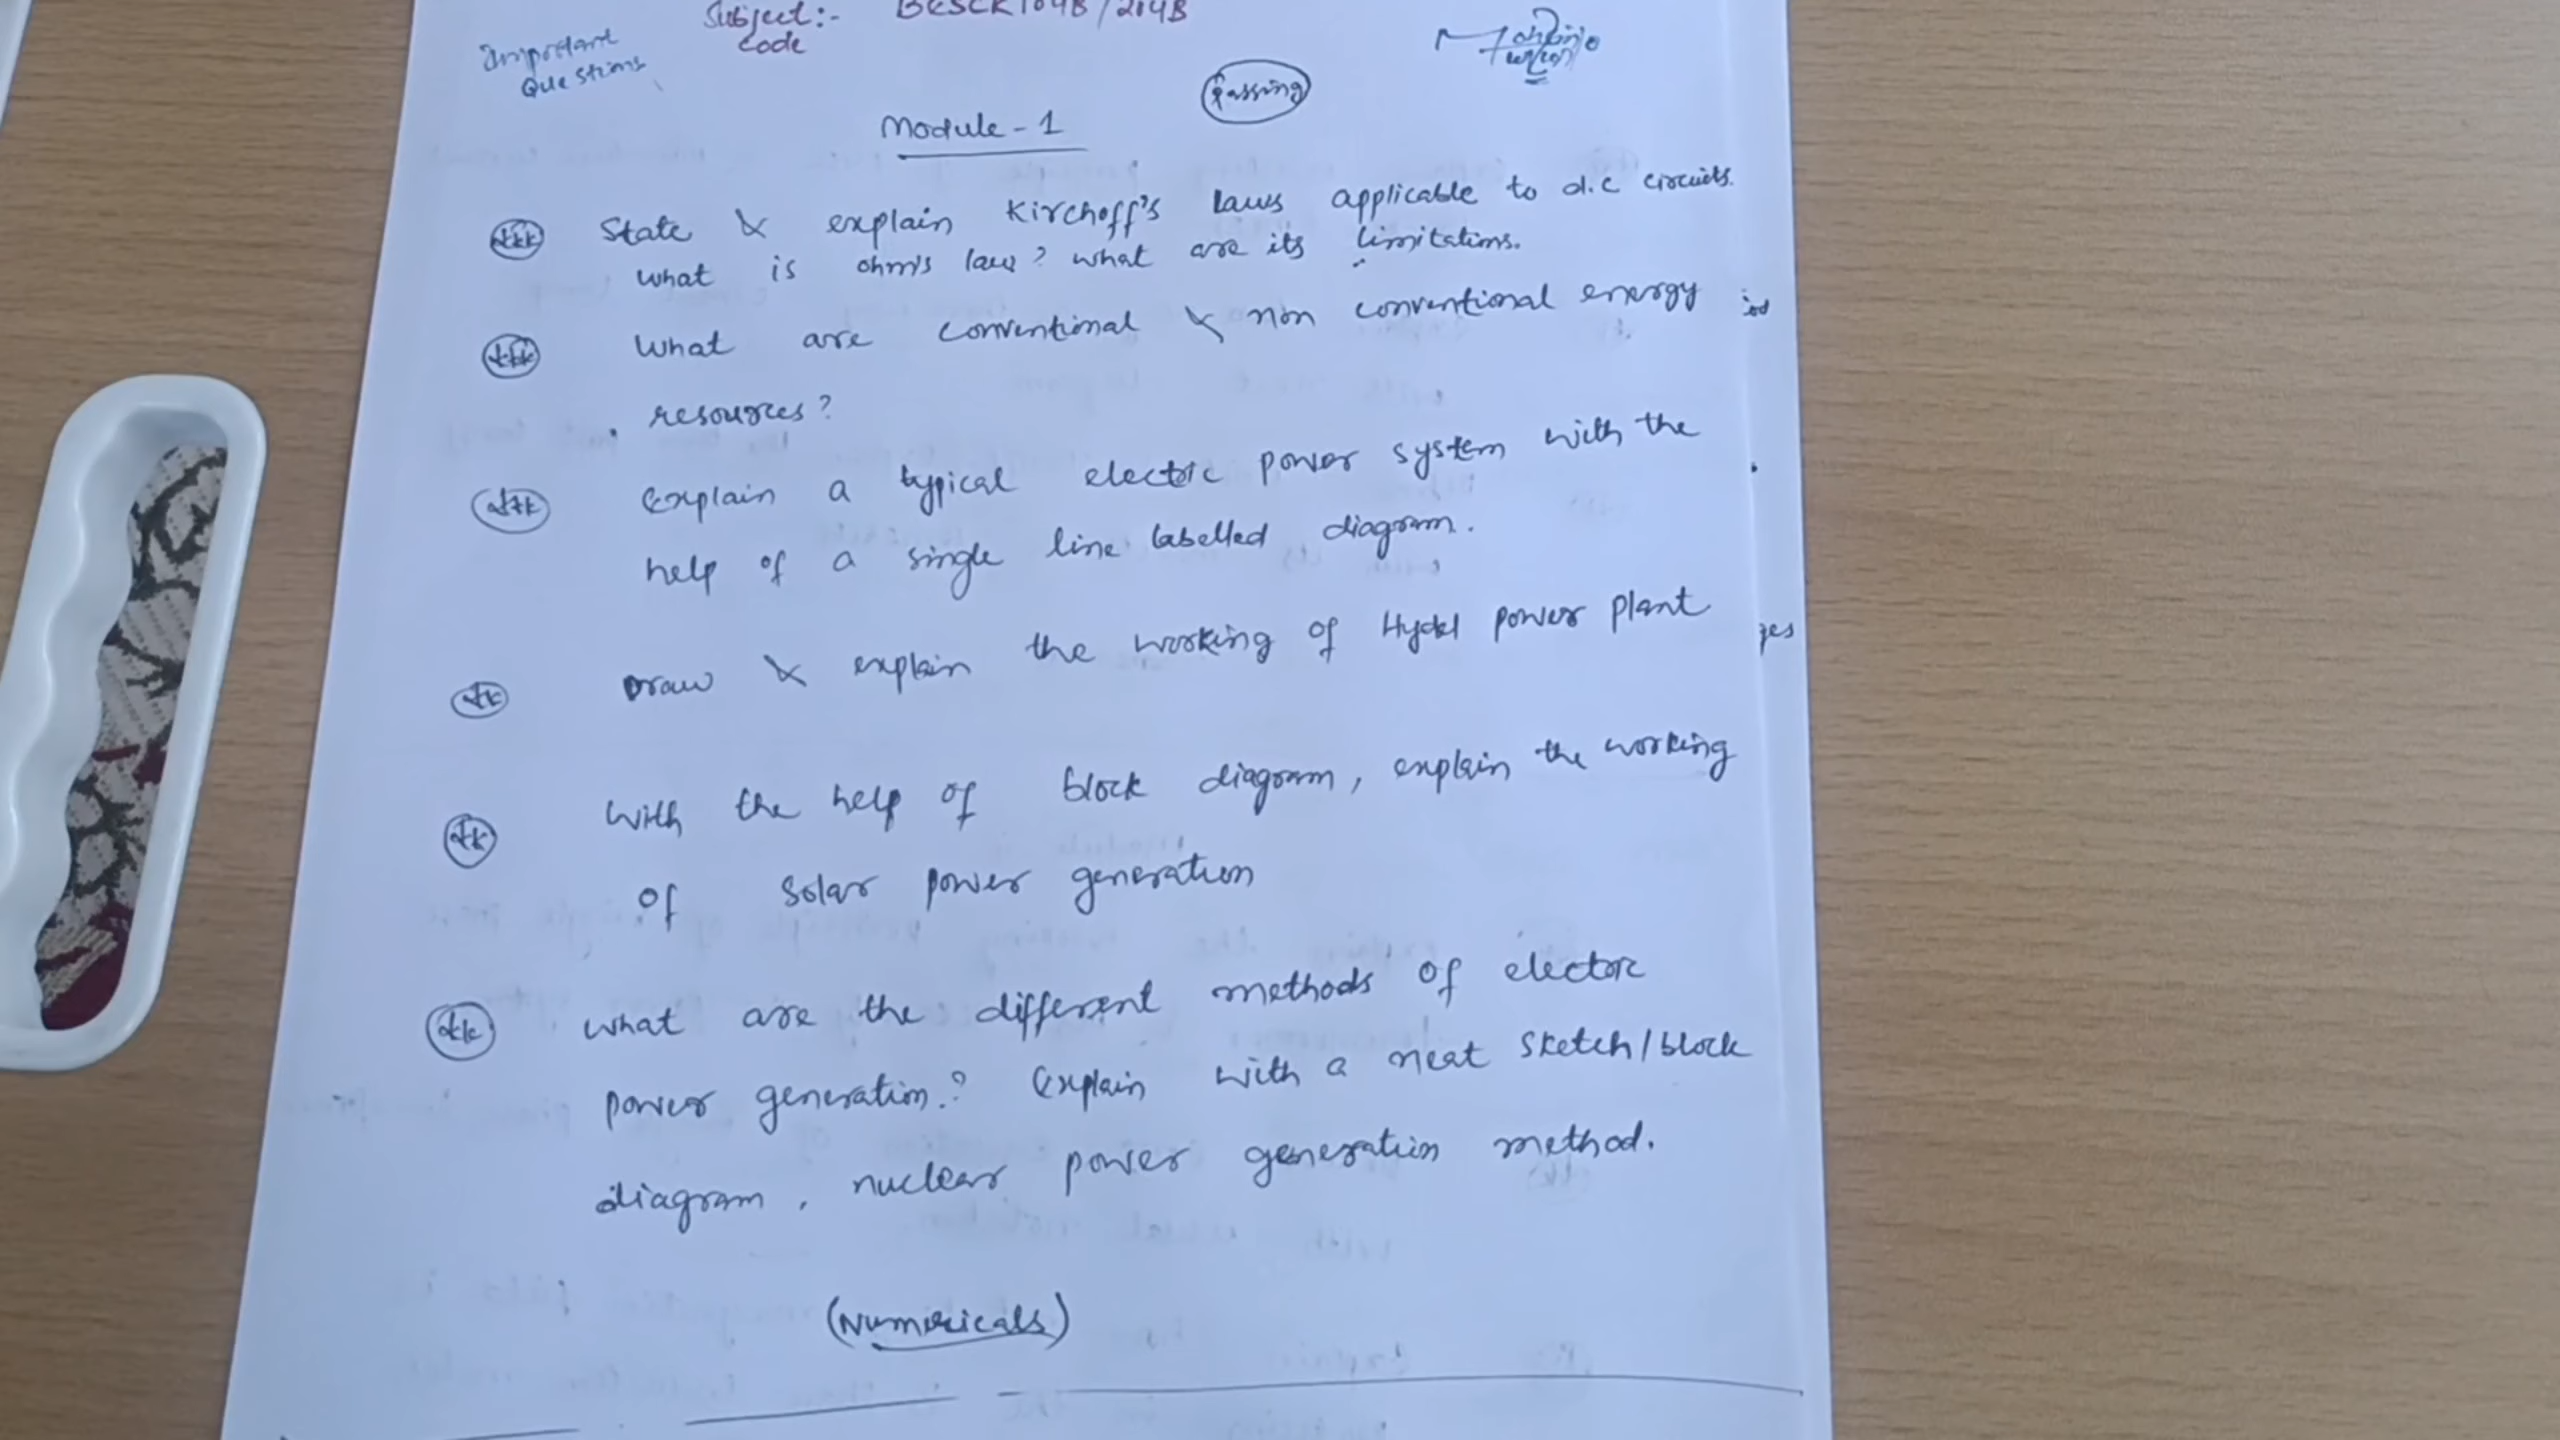 Important
Questions
Subject:-
Code
Passing
Module-1
State & explain Kirchoff's laws applicable to d.c circuits.
what is ohm's law? what are its limitations.
What are conventional & non conventional energy
resources?
Explain a typical electric power system with the
help of a single line labelled diagram.
Draw & explain the working of Hydel power plant
With the help of block diagram, explain the working
of Solar power generation
What are the different methods of electric
power generation.? Explain with a neat sketch/block
diagram, nuclear power generation method.
(Numericals)